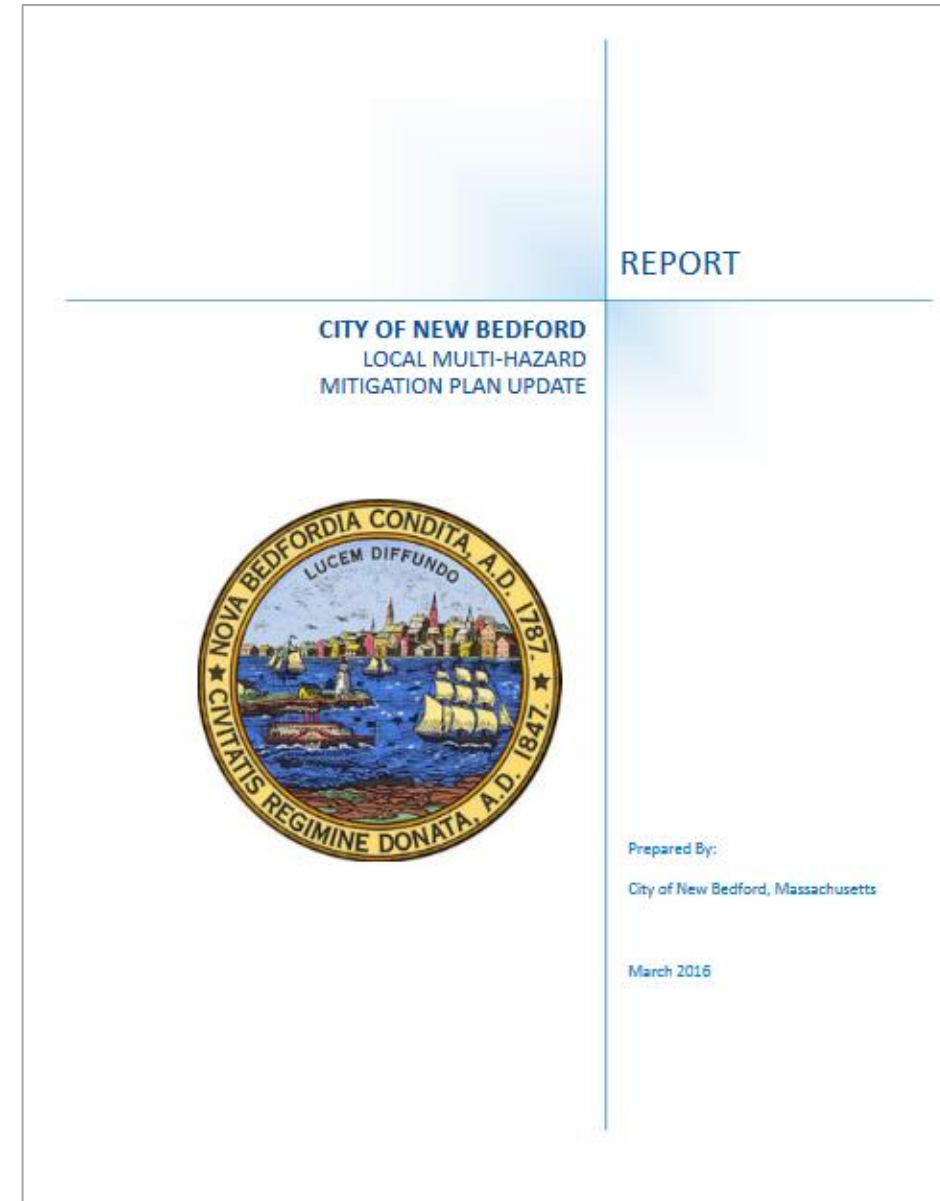 REPORT
CITY OF NEW BEDFORD
LOCAL MULTI-HAZARD
MITIGATION PLAN UPDATE
NOVA BEDFORDIA CONDITA, A.D. 1787.
LUCEM DIFFUNDO
★ CIVITATIS REGIMINE DONATA, A.D. 1847. ★
Prepared By:
City of New Bedford, Massachusetts
March 2016